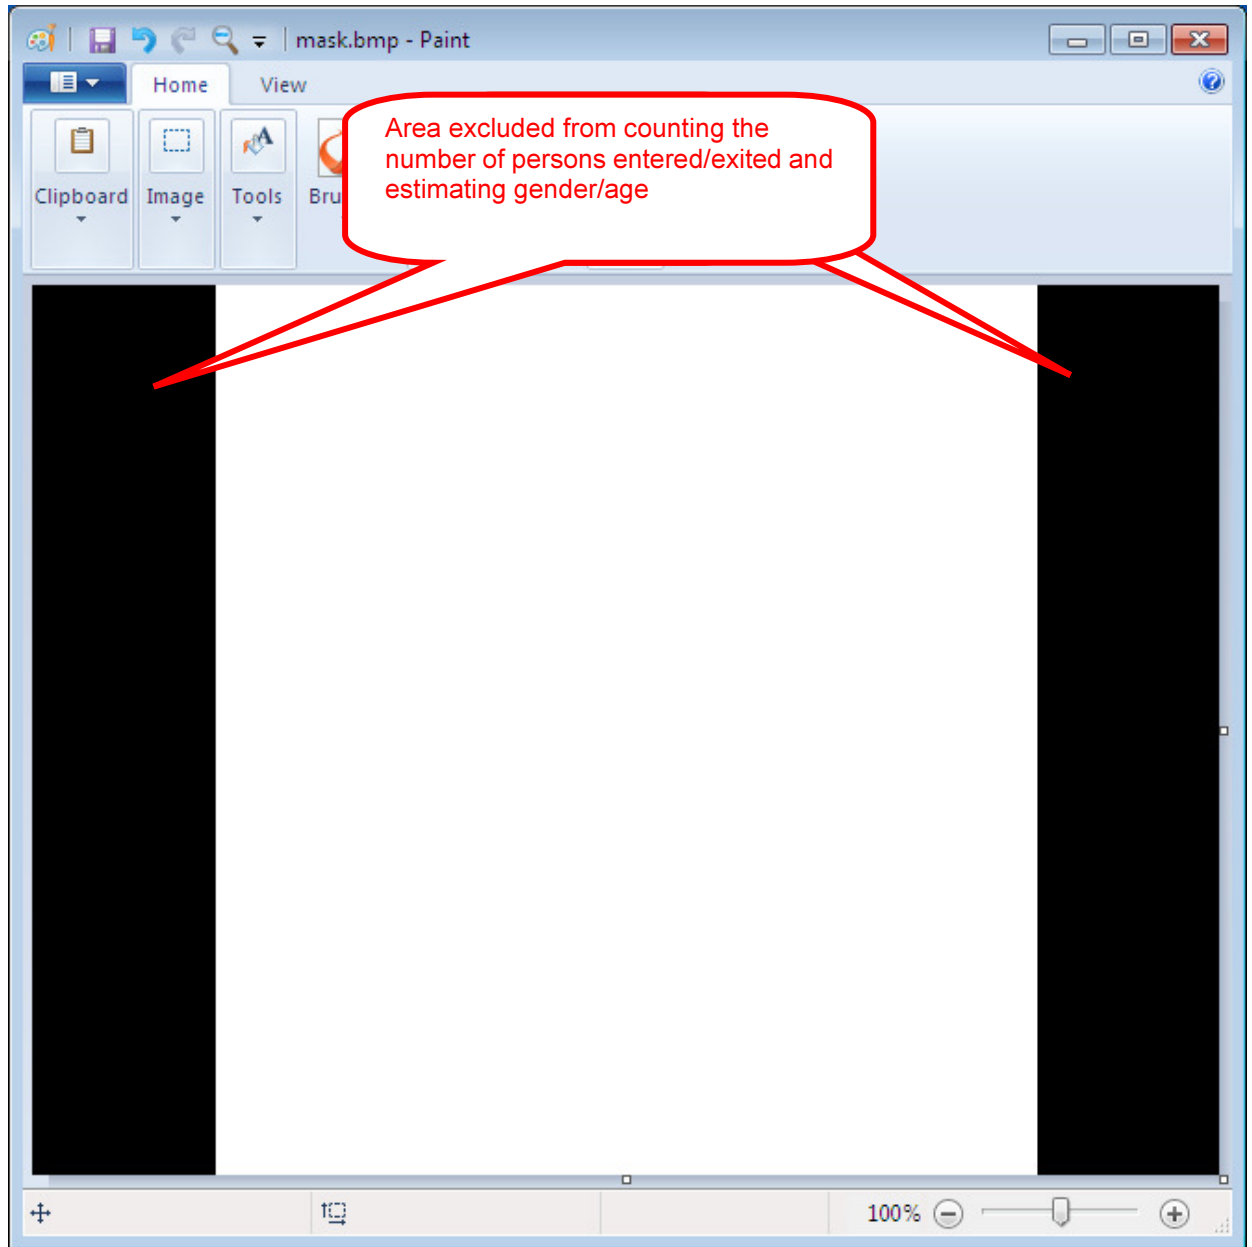 mask.bmp - Paint
Home View
Area excluded from counting the
number of persons entered/exited and
estimating gender/age
Clipboard Image Tools Bru
100%